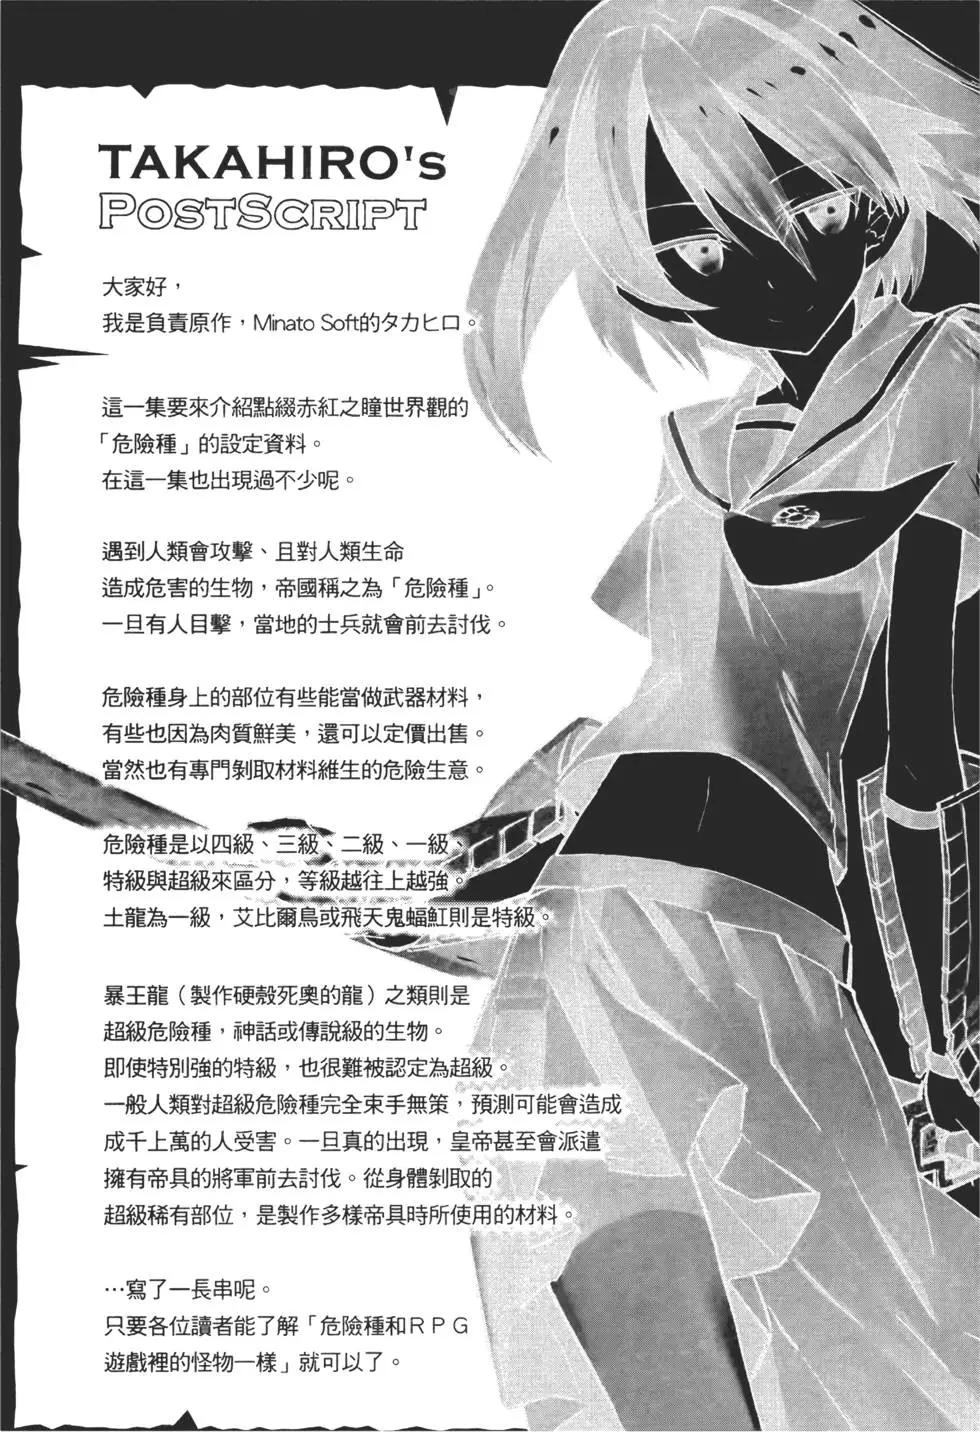 TAKAHIRO's
POSTSCRIPT
大家好，
我是負責原作，Minato Soft的タカヒロ。
這一集要來介紹點綴赤紅之瞳世界觀的
「危險種」的設定資料。
在這一集也出現過不少呢。
遇到人類會攻擊、且對人類生命
造成危害的生物，帝國稱之為「危險種」。
一旦有人目擊，當地的士兵就會前去討伐。
危險種身上的部位有些能當做武器材料，
有些也因為肉質鮮美，還可以定價出售。
當然也有專門剝取材料維生的危險生意。
危險種是以四級、三級、二級、一級、
特級與超級來區分，等級越往上越強。
土龍為一級，艾比爾鳥或飛天鬼蝠魟則是特級。
暴王龍（製作硬殼死奧的龍）之類則是
超級危險種，神話或傳說級的生物。
即使特別強的特級，也很難被認定為超級。
一般人類對超級危險種完全束手無策，預測可能會造成
成千上萬的人受害。一旦真的出現，皇帝甚至會派遣
擁有帝具的將軍前去討伐。從身體剝取的
超級稀有部位，是製作多樣帝具時所使用的材料。
…寫了一長串呢。
只要各位讀者能了解「危險種和ＲＰＧ
遊戲裡的怪物一樣」就可以了。